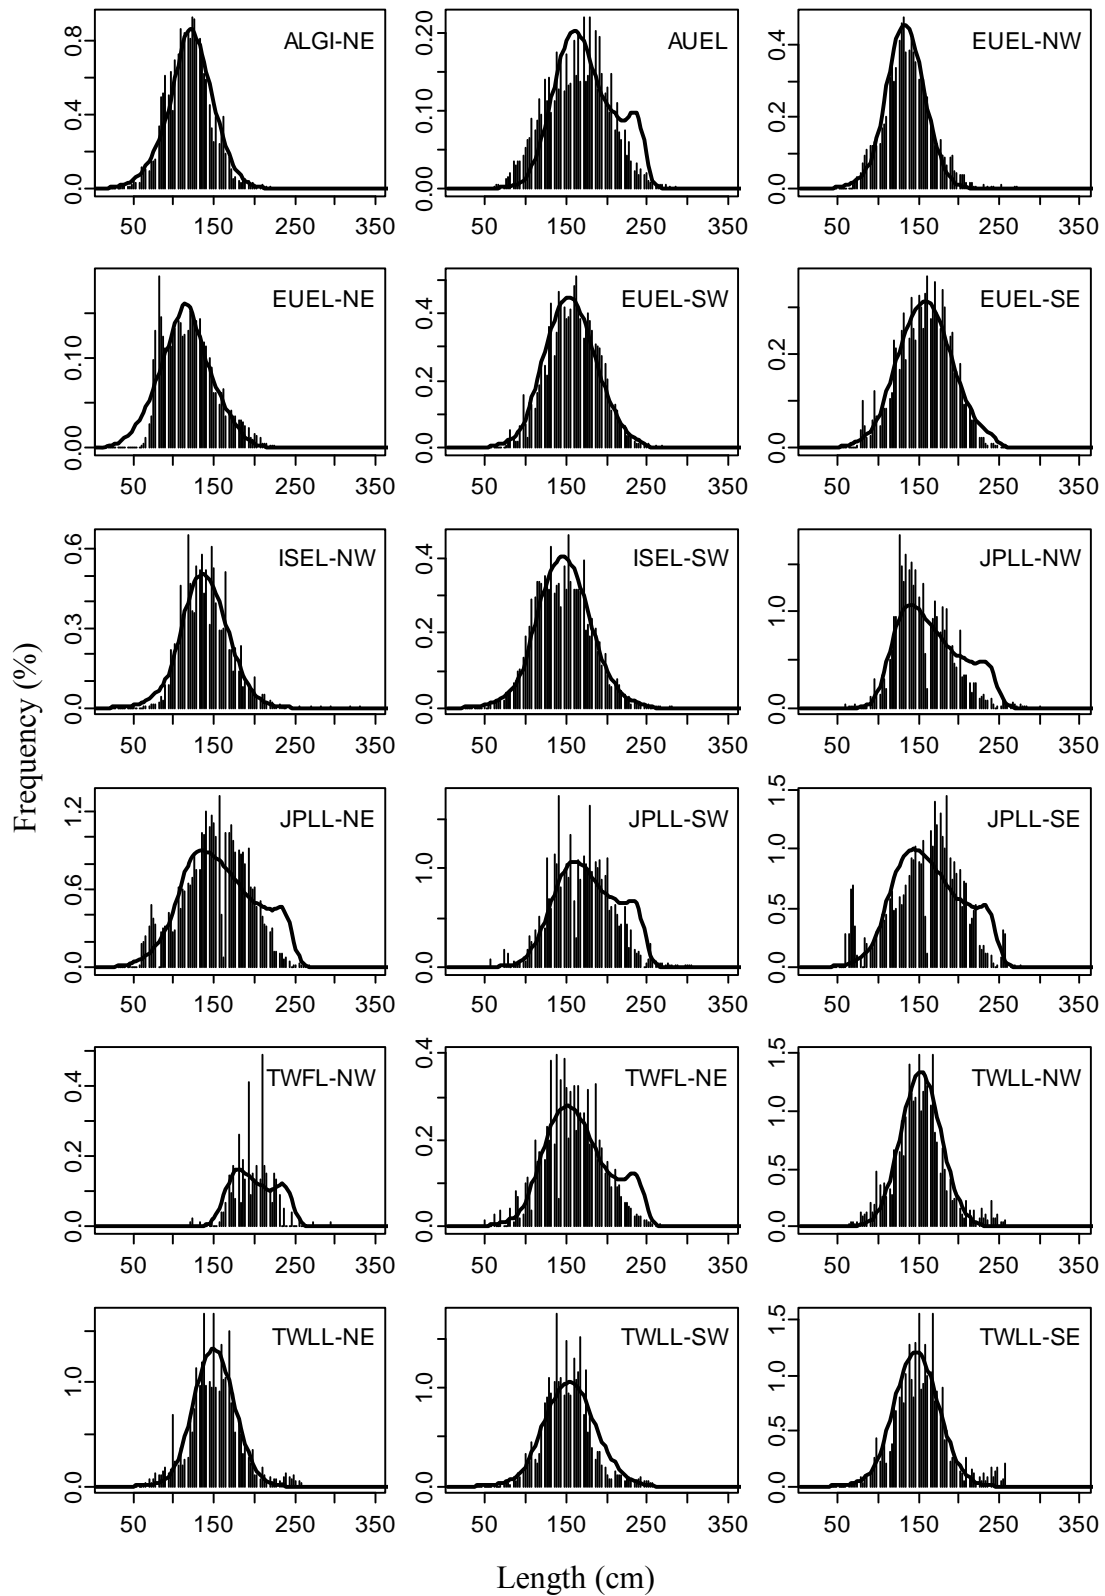 ALGI-NE
0.0 0.4 0.8
50 150 250 350
AUEL
0.00 0.10 0.20
50 150 250 350
EUEL-NW
0.0 0.2 0.4
50 150 250 350
EUEL-NE
0.00 0.10
50 150 250 350
EUEL-SW
0.0 0.2 0.4
50 150 250 350
EUEL-SE
0.0 0.2
50 150 250 350
ISEL-NW
0.0 0.3 0.6
50 150 250 350
ISEL-SW
0.0 0.2 0.4
50 150 250 350
JPLL-NW
0.0 1.0
50 150 250 350
Frequency (%)
JPLL-NE
0.0 0.6 1.2
50 150 250 350
JPLL-SW
0.0 1.0
50 150 250 350
JPLL-SE
0.0 0.5 1.0 1.5
50 150 250 350
TWFL-NW
0.0 0.2 0.4
50 150 250 350
TWFL-NE
0.0 0.2 0.4
50 150 250 350
TWLL-NW
0.0 0.5 1.0 1.5
50 150 250 350
TWLL-NE
0.0 1.0
50 150 250 350
TWLL-SW
0.0 1.0
50 150 250 350
TWLL-SE
0.0 0.5 1.0 1.5
50 150 250 350
Length (cm)